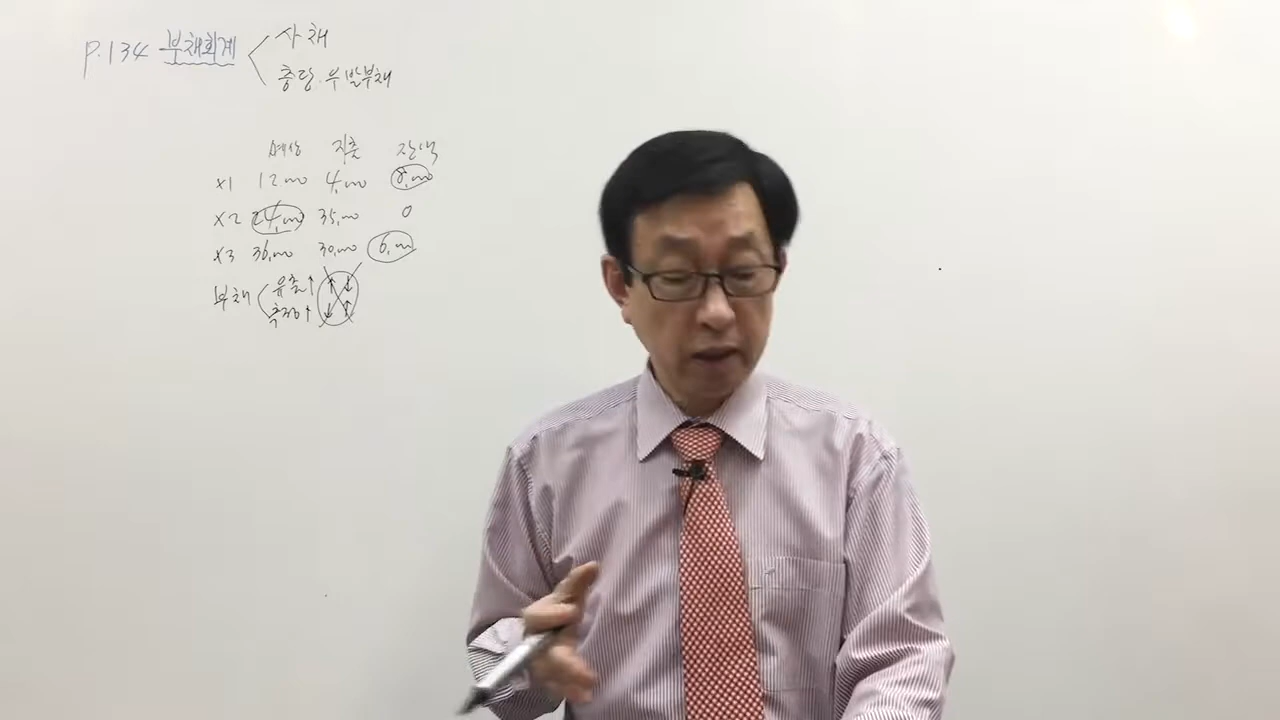 P.134 부채회계
사채
충당·우발부채
예상 지출 잔액
X1 12,000 4,000 8,000
X2 24,000 35,000 0
X3 36,000 30,000 6,000
부채
유출↑ ↑ ↓
측정↑ ↓ ↑